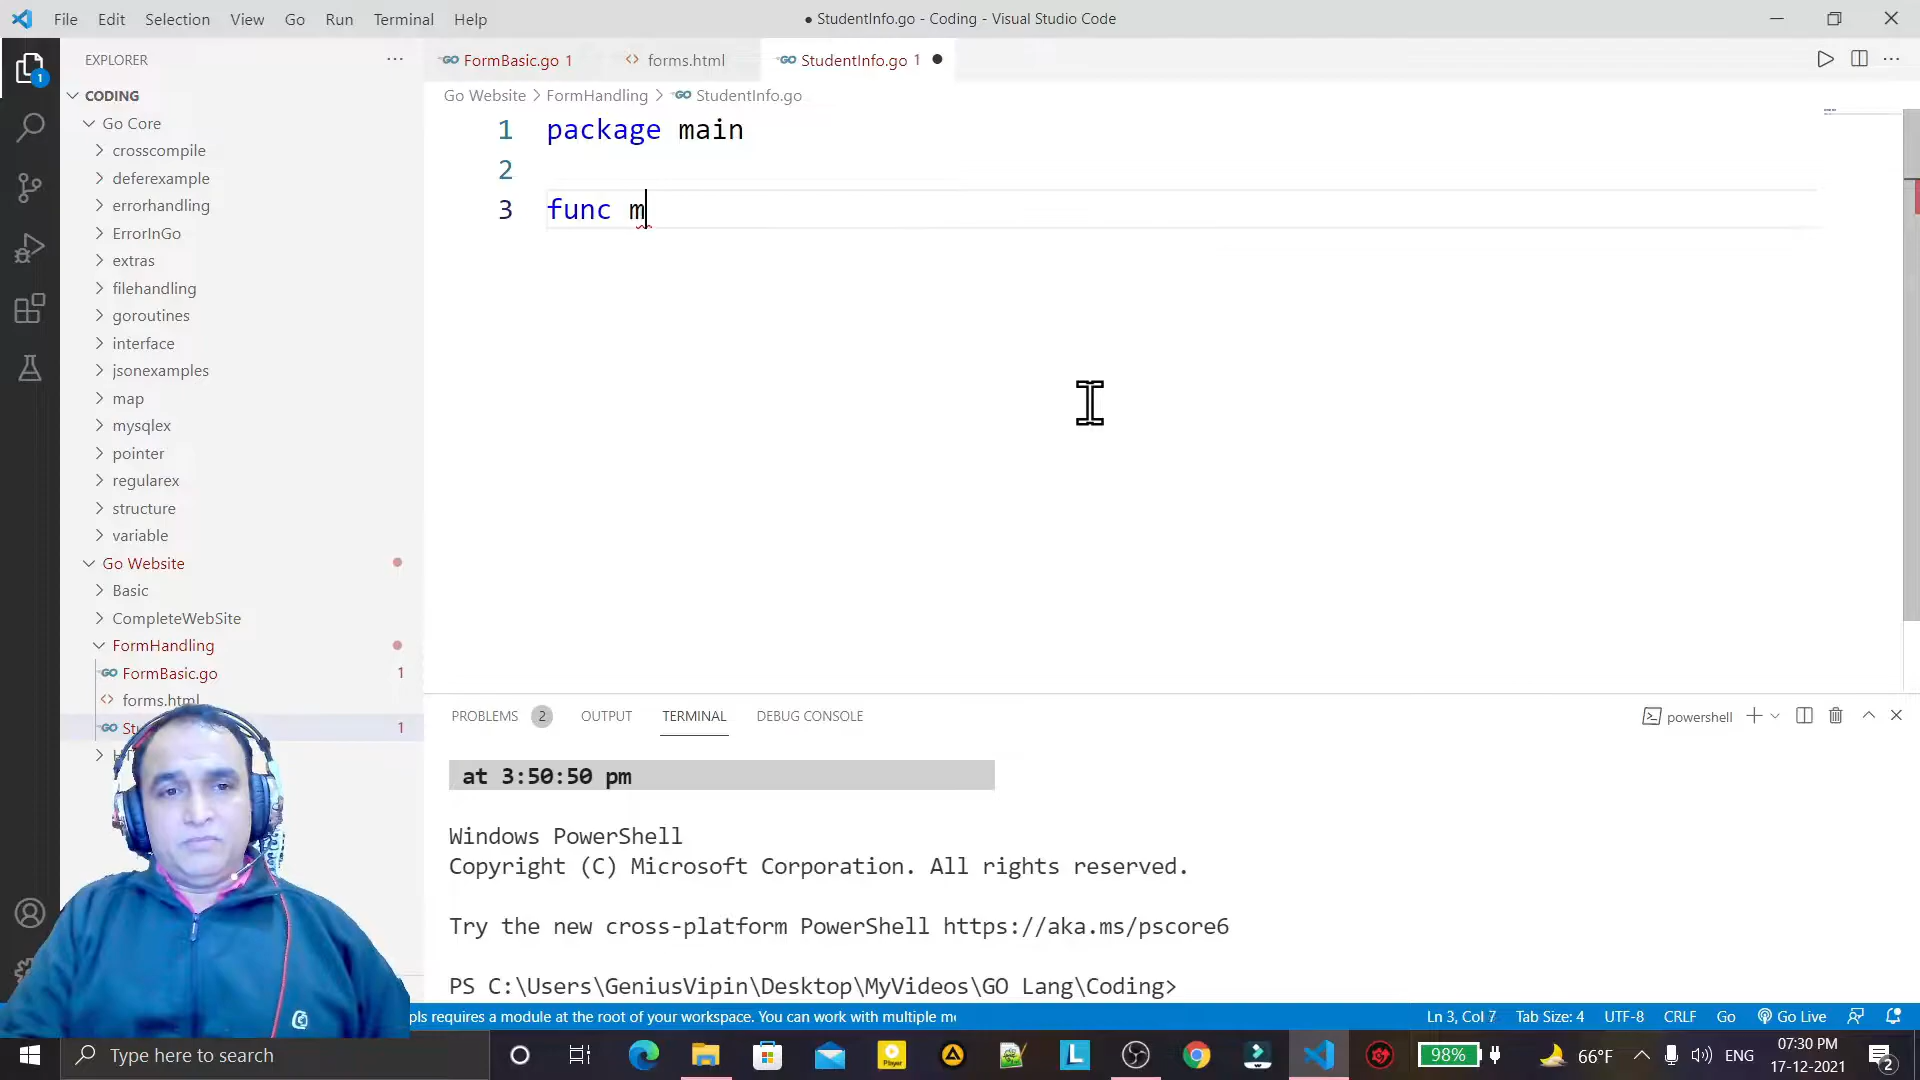 File Edit Selection View Go Run Terminal Help
● StudentInfo.go - Coding - Visual Studio Code
EXPLORER
FormBasic.go 1
forms.html
StudentInfo.go 1
Go Website > FormHandling > StudentInfo.go
CODING
Go Core
crosscompile
deferexample
errorhandling
ErrorInGo
extras
filehandling
goroutines
interface
jsonexamples
map
mysqlex
pointer
regularex
structure
variable
Go Website
Basic
CompleteWebSite
FormHandling
FormBasic.go 1
forms.html
1
1
1 package main
2
3 func m
PROBLEMS 2 OUTPUT TERMINAL DEBUG CONSOLE
powershell
at 3:50:50 pm
Windows PowerShell
Copyright (C) Microsoft Corporation. All rights reserved.
Try the new cross-platform PowerShell https://aka.ms/pscore6
PS C:\Users\GeniusVipin\Desktop\MyVideos\GO Lang\Coding>
requires a module at the root of your workspace. You can work with multiple
Ln 3, Col 7 Tab Size: 4 UTF-8 CRLF Go Go Live
Type here to search
98% 66°F ENG 07:30 PM
17-12-2021
2